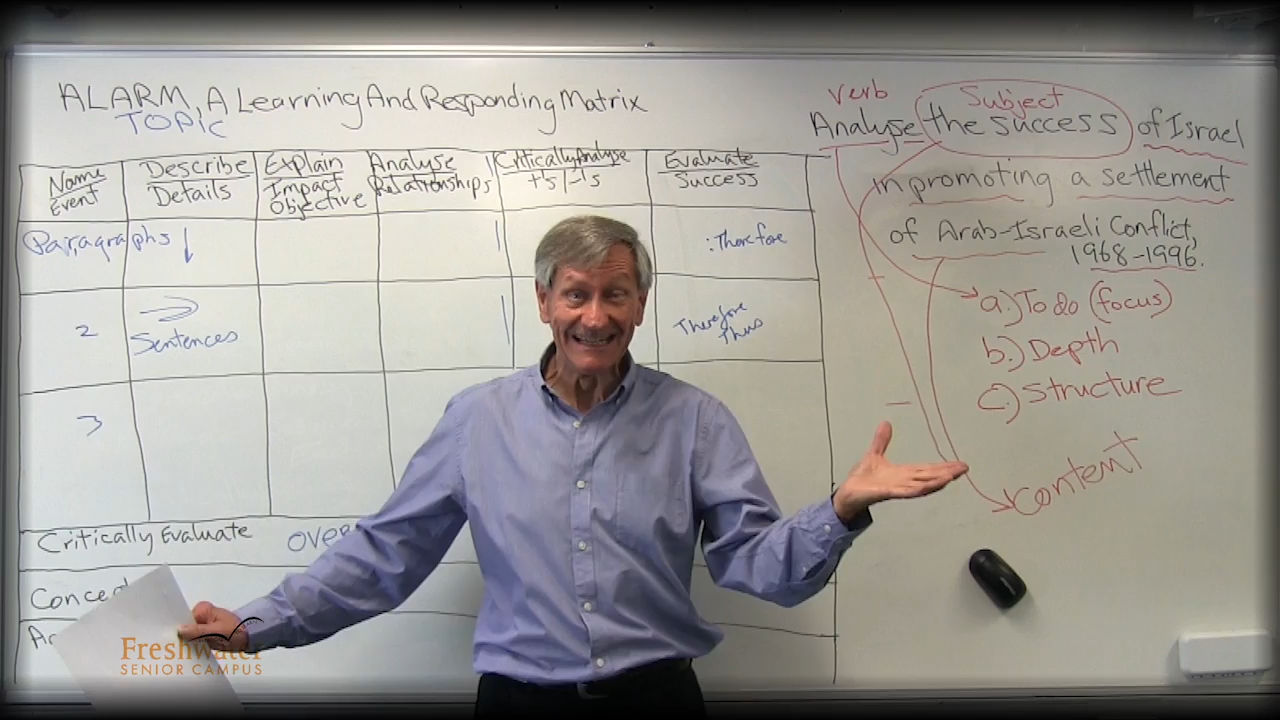 ALARM, A Learning And Responding Matrix
TOPIC
Name
Event
Describe
Details
Explain
Impact
Objective
Analyse
Relationships
Critically Analyse
+'s | -'s
Evaluate
Success
Paragraphs ↓
∴ Therefore
2
Sentences
Therefore
Thus
3
Critically Evaluate
verb
Subject
Analyse the success of Israel
in promoting a settlement
of Arab-Israeli Conflict,
1968-1996.
a.) To do (focus)
b.) Depth
c.) Structure
content
Freshwater
SENIOR CAMPUS